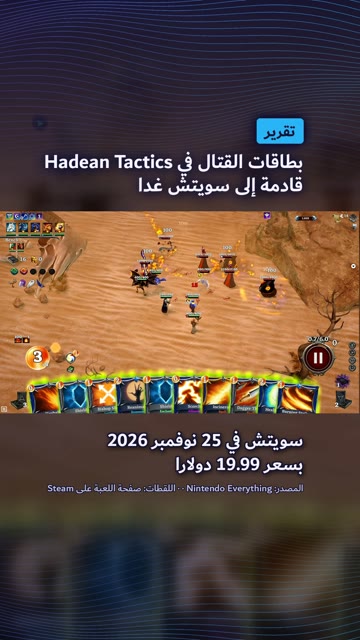 تقرير
بطاقات القتال في Hadean Tactics
قادمة إلى سويتش غدا
3
سويتش في 25 نوفمبر 2026
بسعر 19.99 دولارا
المصدر: Nintendo Everything · اللقطات: صفحة اللعبة على Steam